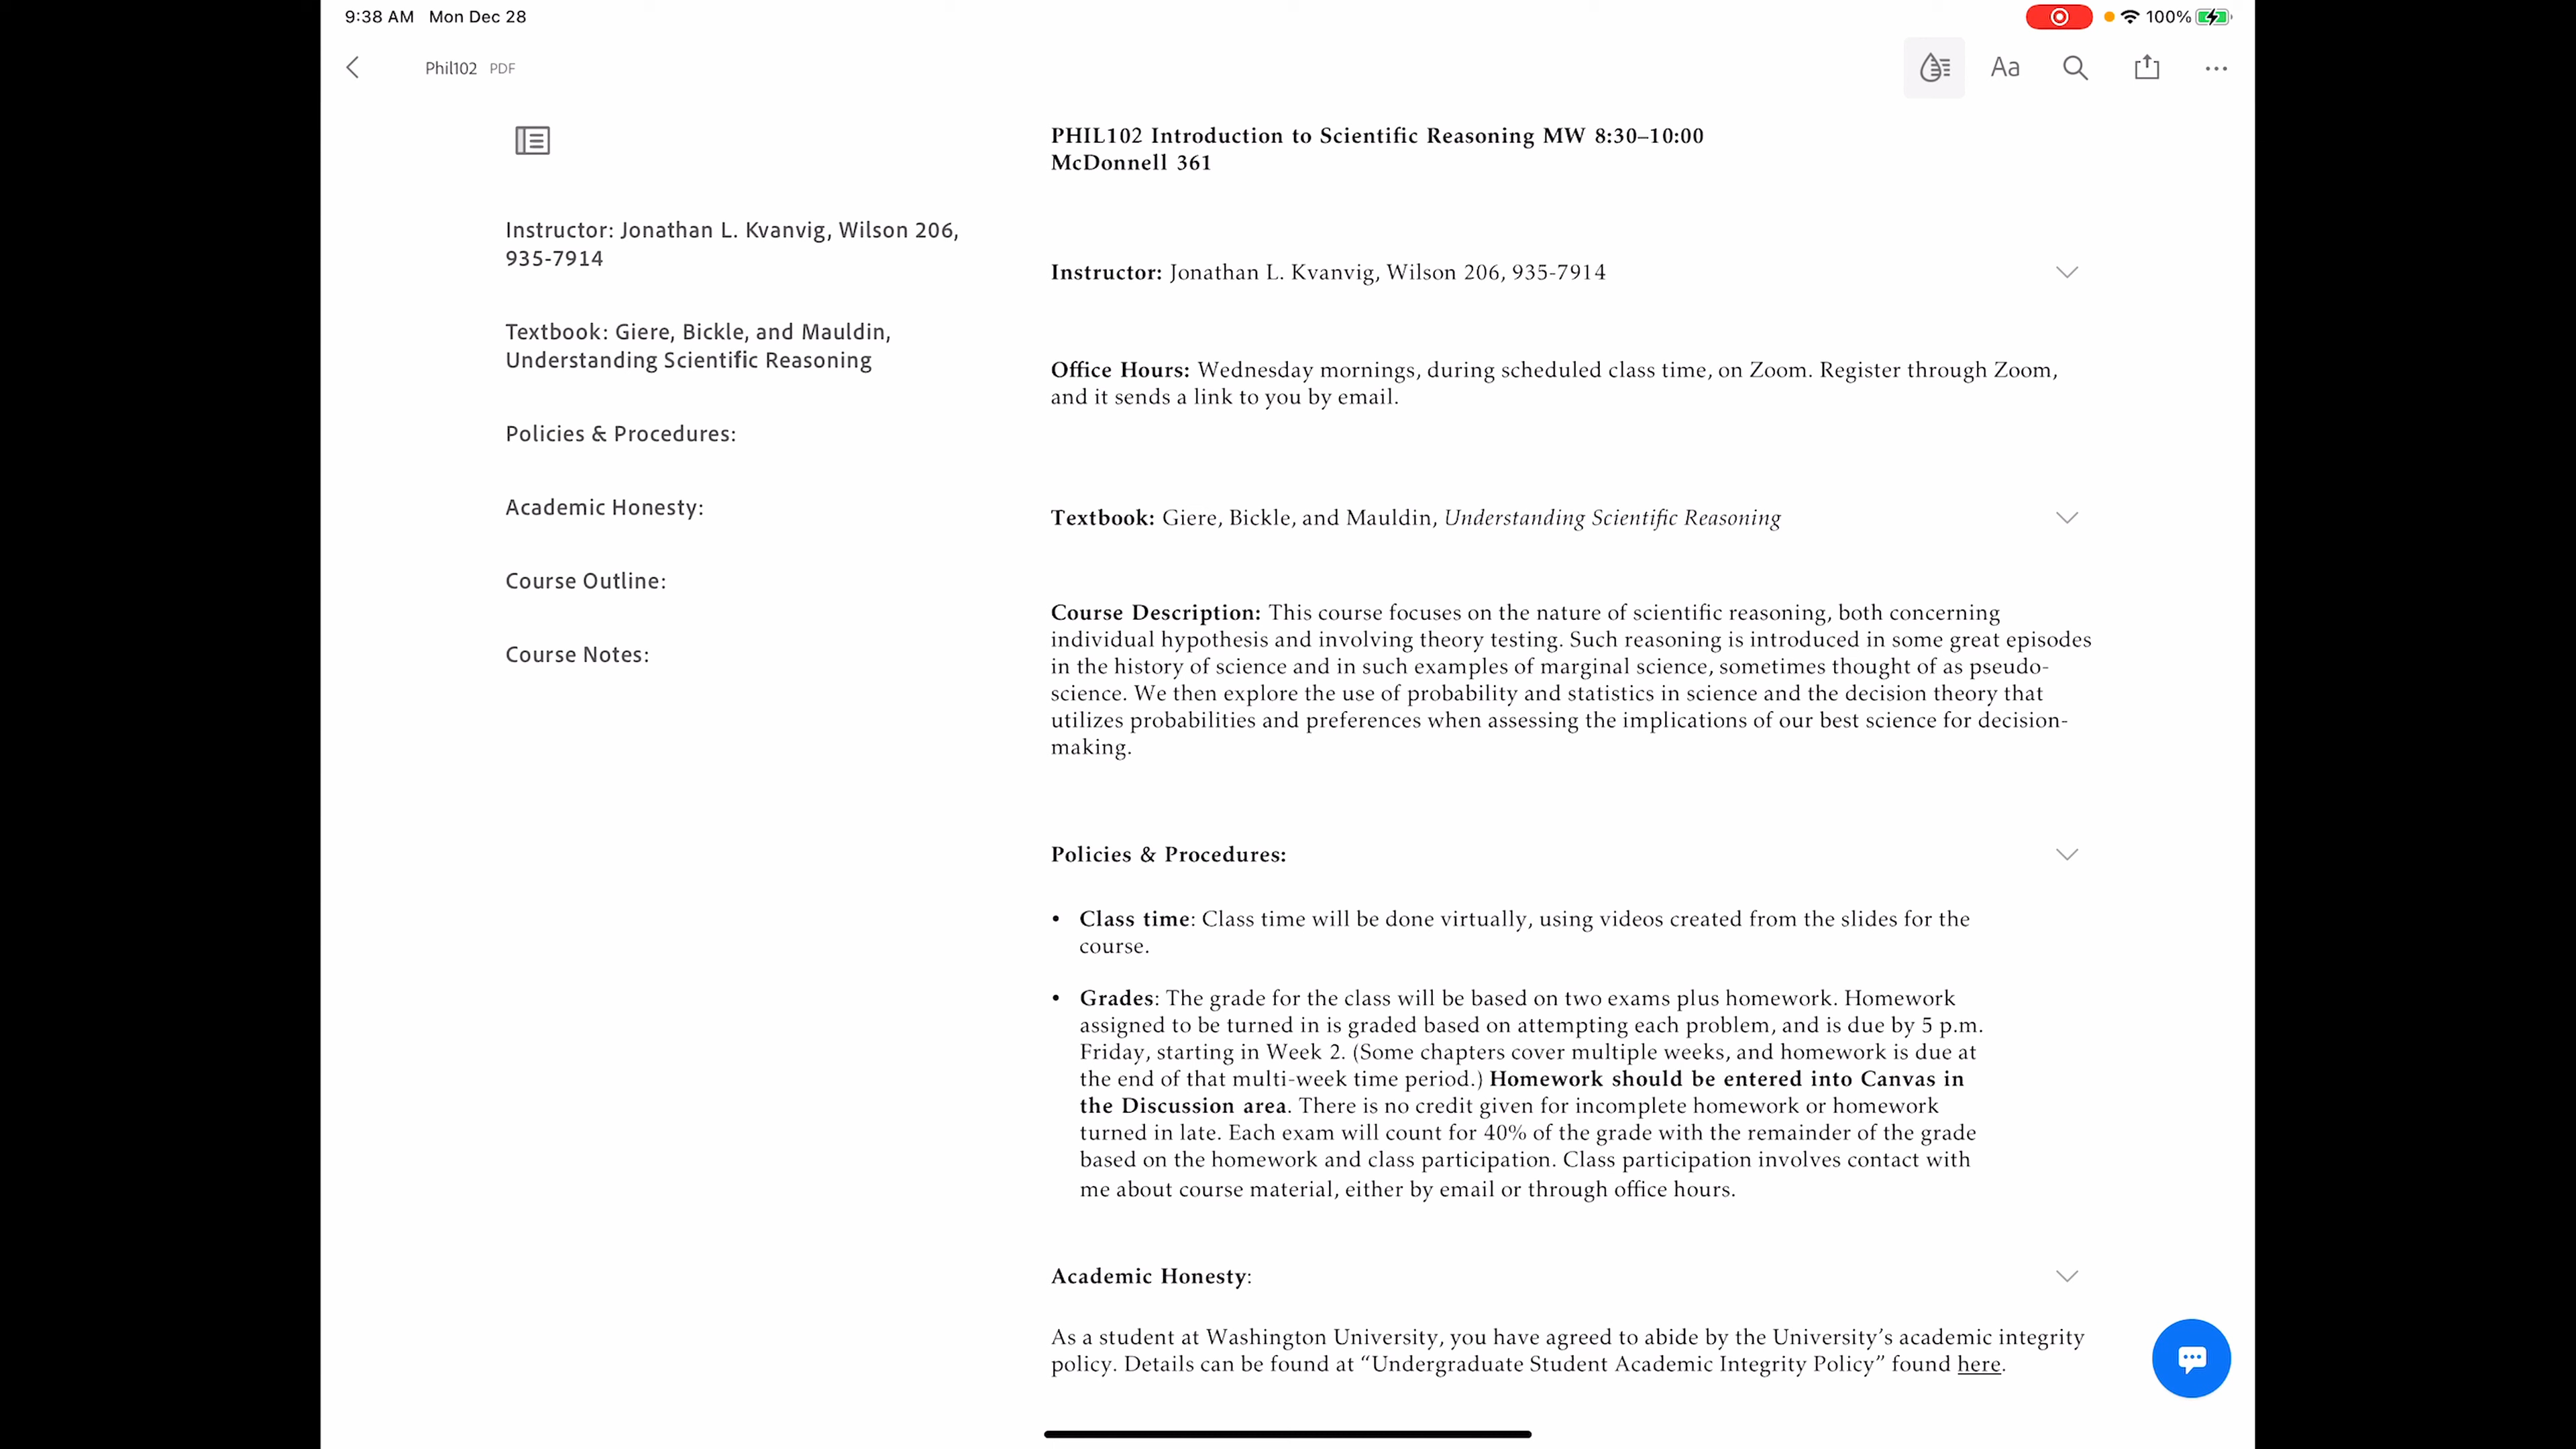 9:38 AM Mon Dec 28
100%
Phil102 PDF
Aa
Instructor: Jonathan L. Kvanvig, Wilson 206,
935-7914
Textbook: Giere, Bickle, and Mauldin,
Understanding Scientific Reasoning
Policies & Procedures:
Academic Honesty:
Course Outline:
Course Notes:
PHIL102 Introduction to Scientific Reasoning MW 8:30–10:00
McDonnell 361
Instructor: Jonathan L. Kvanvig, Wilson 206, 935-7914
Office Hours: Wednesday mornings, during scheduled class time, on Zoom. Register through Zoom,
and it sends a link to you by email.
Textbook: Giere, Bickle, and Mauldin, Understanding Scientific Reasoning
Course Description: This course focuses on the nature of scientific reasoning, both concerning
individual hypothesis and involving theory testing. Such reasoning is introduced in some great episodes
in the history of science and in such examples of marginal science, sometimes thought of as pseudo-
science. We then explore the use of probability and statistics in science and the decision theory that
utilizes probabilities and preferences when assessing the implications of our best science for decision-
making.
Policies & Procedures:
• Class time: Class time will be done virtually, using videos created from the slides for the
course.
• Grades: The grade for the class will be based on two exams plus homework. Homework
assigned to be turned in is graded based on attempting each problem, and is due by 5 p.m.
Friday, starting in Week 2. (Some chapters cover multiple weeks, and homework is due at
the end of that multi-week time period.) Homework should be entered into Canvas in
the Discussion area. There is no credit given for incomplete homework or homework
turned in late. Each exam will count for 40% of the grade with the remainder of the grade
based on the homework and class participation. Class participation involves contact with
me about course material, either by email or through office hours.
Academic Honesty:
As a student at Washington University, you have agreed to abide by the University’s academic integrity
policy. Details can be found at “Undergraduate Student Academic Integrity Policy” found here.